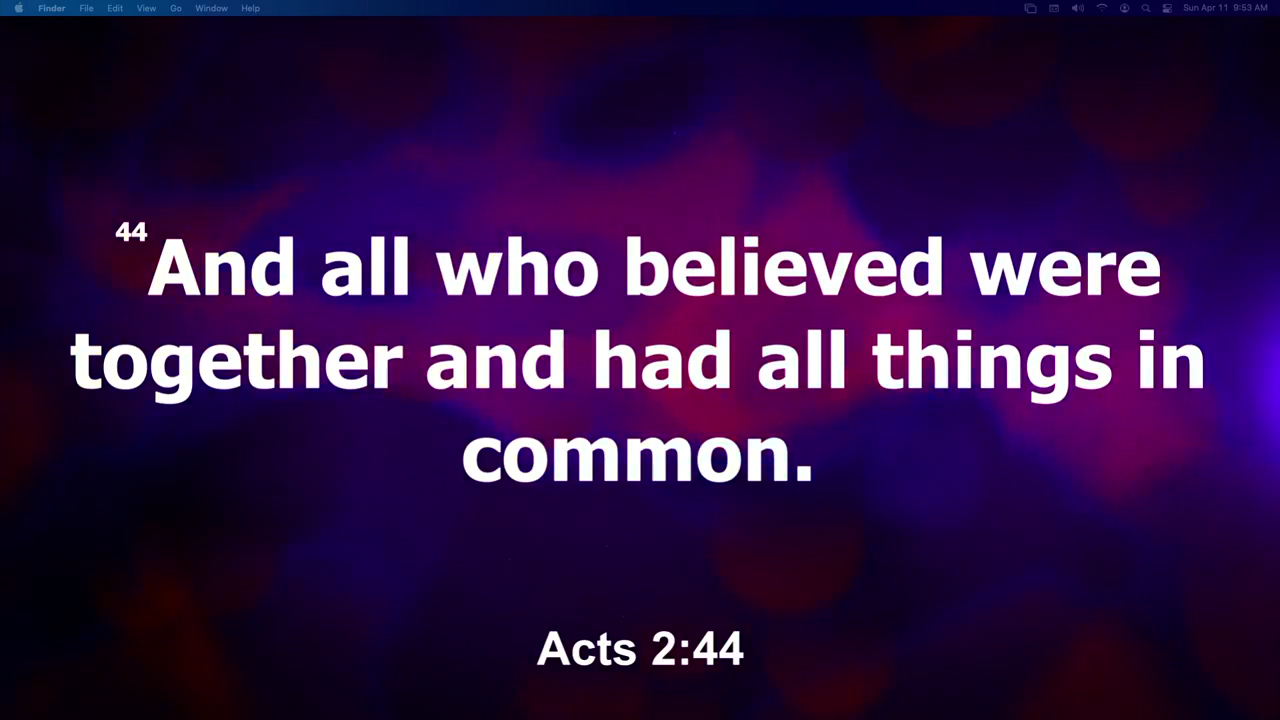 Finder File Edit View Go Window Help Sun Apr 11 9:53 AM
44 And all who believed were
together and had all things in
common.
Acts 2:44